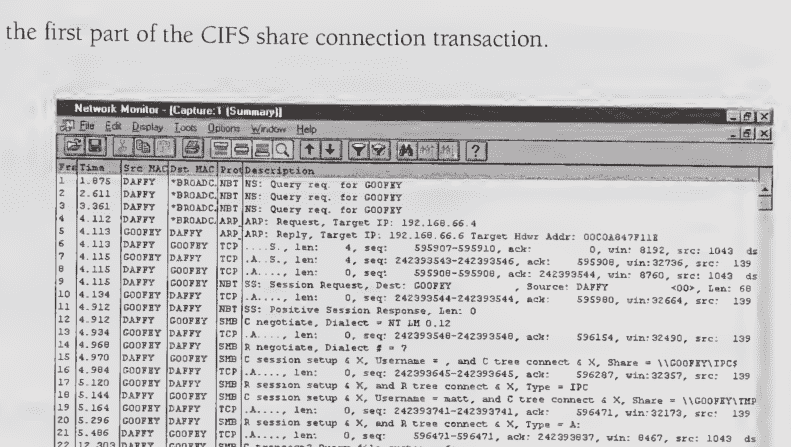 the first part of the CIFS share connection transaction.
Network Monitor - [Capture:1 (Summary)]
File Edit Display Tools Options Window Help
Fra Time Src MAC Dst MAC Prot Description
1 1.875 DAFFY *BROADC. NBT NS: Query req. for GOOFEY
2 2.611 DAFFY *BROADC. NBT NS: Query req. for GOOFEY
3 3.361 DAFFY *BROADC. NBT NS: Query req. for GOOFEY
4 4.112 DAFFY *BROADC. ARP ARP: Request, Target IP: 192.168.66.4
5 4.113 GOOFEY DAFFY ARP ARP: Reply, Target IP: 192.168.66.6 Target Hdwr Addr: 00C0A847F11E
6 4.113 DAFFY GOOFEY TCP ....S., len: 4, seq: 595907-595910, ack: 0, win: 8192, src: 1043 ds
7 4.115 GOOFEY DAFFY TCP .A..S., len: 4, seq: 242393543-242393546, ack: 595908, win:32736, src: 139
8 4.115 DAFFY GOOFEY TCP .A...., len: 0, seq: 595908-595908, ack: 242393544, win: 8760, src: 1043 ds
9 4.115 DAFFY GOOFEY NBT SS: Session Request, Dest: GOOFEY , Source: DAFFY <00>, Len: 68
10 4.134 GOOFEY DAFFY TCP .A...., len: 0, seq: 242393544-242393544, ack: 595980, win:32664, src: 139
11 4.912 GOOFEY DAFFY NBT SS: Positive Session Response, Len: 0
12 4.912 DAFFY GOOFEY SMB C negotiate, Dialect = NT LM 0.12
13 4.934 GOOFEY DAFFY TCP .A...., len: 0, seq: 242393548-242393548, ack: 596154, win:32490, src: 139
14 4.968 GOOFEY DAFFY SMB R negotiate, Dialect # = 7
15 4.970 DAFFY GOOFEY SMB C session setup & X, Username = , and C tree connect & X, Share = \\GOOFEY\IPC$
16 4.984 GOOFEY DAFFY TCP .A...., len: 0, seq: 242393645-242393645, ack: 596287, win:32357, src: 139
17 5.120 GOOFEY DAFFY SMB R session setup & X, and R tree connect & X, Type = IPC
18 5.144 DAFFY GOOFEY SMB C session setup & X, Username = matt, and C tree connect & X, Share = \\GOOFEY\TMP
19 5.164 GOOFEY DAFFY TCP .A...., len: 0, seq: 242393741-242393741, ack: 596471, win:32173, src: 139
20 5.296 GOOFEY DAFFY SMB R session setup & X, and R tree connect & X, Type = A:
21 5.486 DAFFY GOOFEY TCP .A...., len: 0, seq: 596471-596471, ack: 242393837, win: 8467, src: 1043 ds
22 12.303 DAFFY GOOFEY SMB